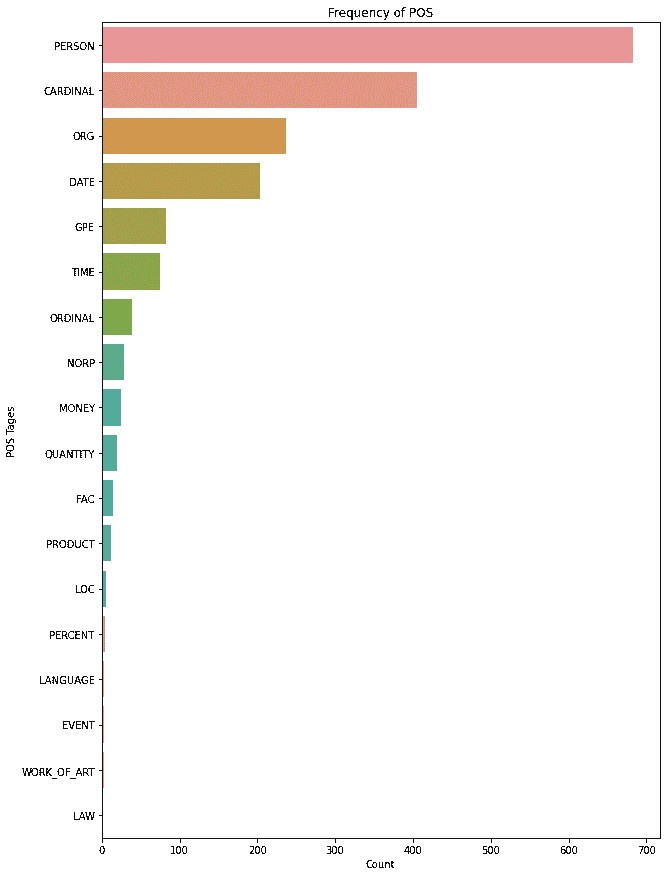 Frequency of POS
PERSON
CARDINAL
ORG
DATE
GPE
TIME
ORDINAL
NORP
MONEY
QUANTITY
FAC
PRODUCT
LOC
PERCENT
LANGUAGE
EVENT
WORK_OF_ART
LAW
POS Tages
0 100 200 300 400 500 600 700
Count